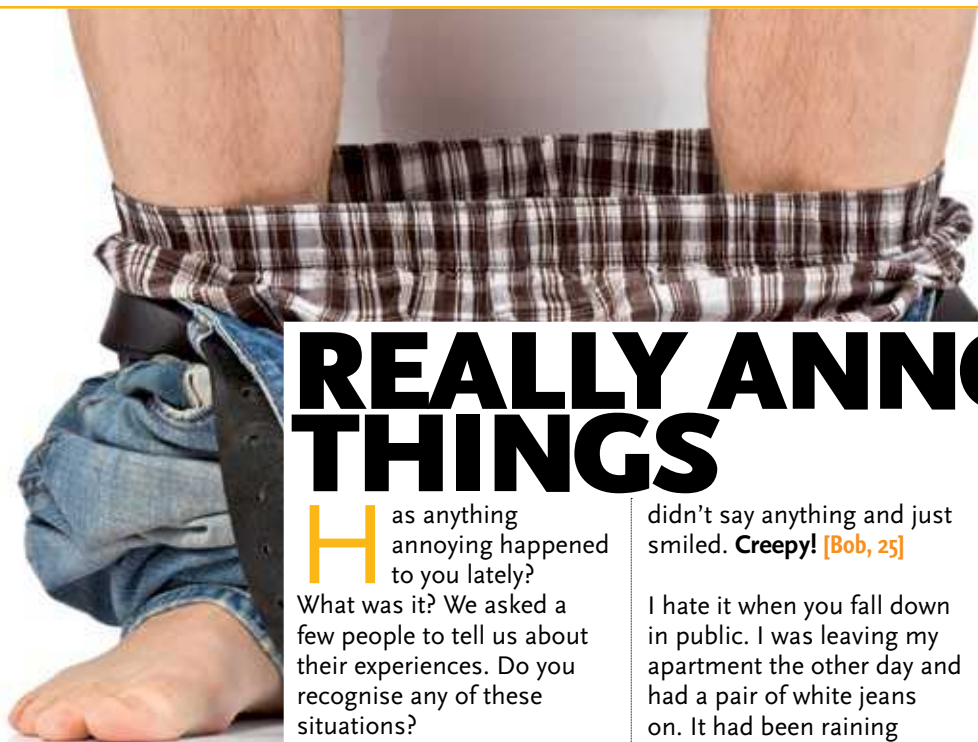 REALLY ANNO
THINGS
Has anything
annoying happened
to you lately?
What was it? We asked a
few people to tell us about
their experiences. Do you
recognise any of these
situations?
didn’t say anything and just
smiled. Creepy! [Bob, 25]
I hate it when you fall down
in public. I was leaving my
apartment the other day and
had a pair of white jeans
on. It had been raining